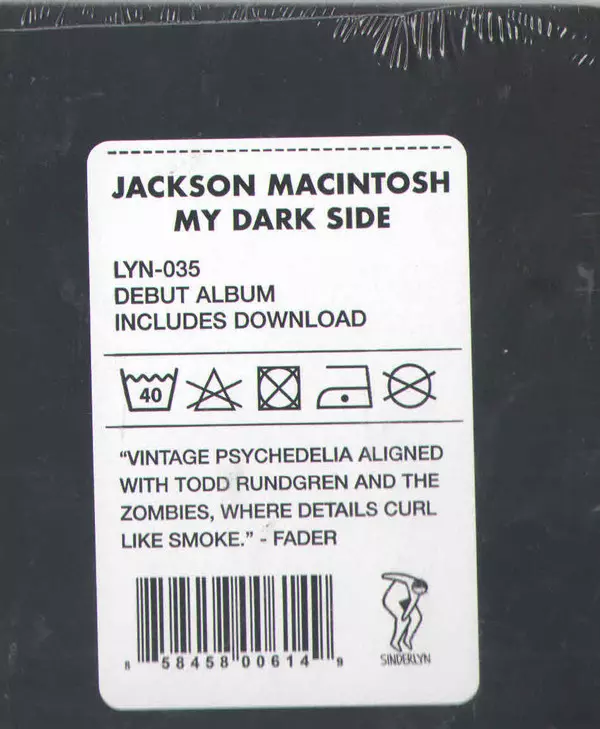 JACKSON MACINTOSH
MY DARK SIDE
LYN-035
DEBUT ALBUM
INCLUDES DOWNLOAD
40
“VINTAGE PSYCHEDELIA ALIGNED
WITH TODD RUNDGREN AND THE
ZOMBIES, WHERE DETAILS CURL
LIKE SMOKE.” - FADER
8 58458 00614 9
SINDERLYN